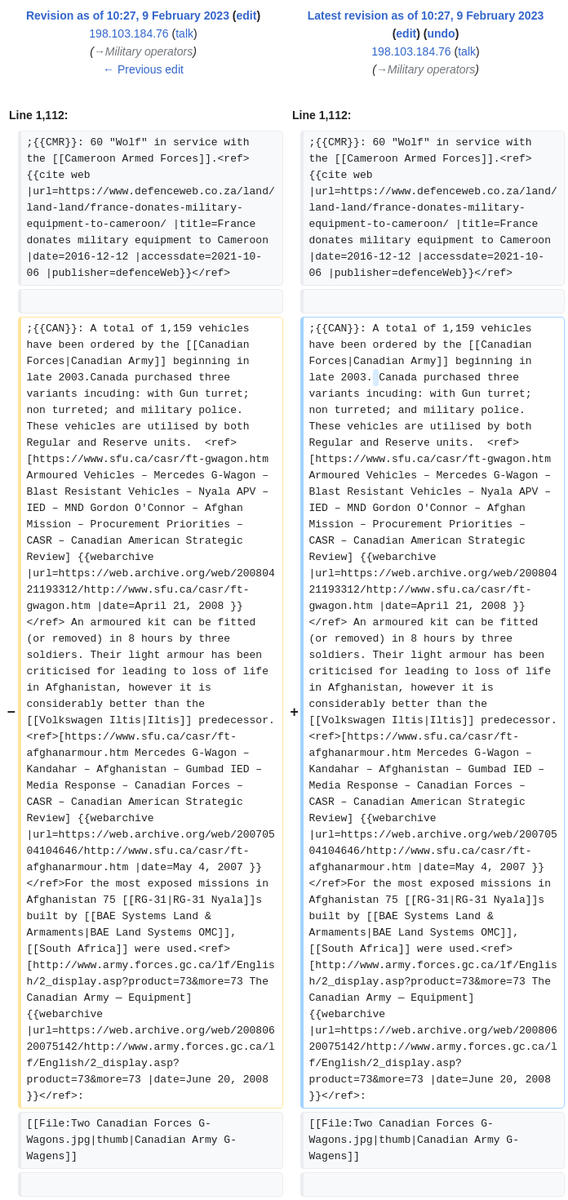 Revision as of 10:27, 9 February 2023 (edit)
198.103.184.76 (talk)
(→Military operators)
← Previous edit
Latest revision as of 10:27, 9 February 2023
(edit) (undo)
198.103.184.76 (talk)
(→Military operators)
Line 1,112:
;{{CMR}}: 60 "Wolf" in service with
the [[Cameroon Armed Forces]].<ref>
{{cite web
|url=https://www.defenceweb.co.za/land/
land-land/france-donates-military-
equipment-to-cameroon/ |title=France
donates military equipment to Cameroon
|date=2016-12-12 |accessdate=2021-10-
06 |publisher=defenceWeb}}</ref>
Line 1,112:
;{{CMR}}: 60 "Wolf" in service with
the [[Cameroon Armed Forces]].<ref>
{{cite web
|url=https://www.defenceweb.co.za/land/
land-land/france-donates-military-
equipment-to-cameroon/ |title=France
donates military equipment to Cameroon
|date=2016-12-12 |accessdate=2021-10-
06 |publisher=defenceWeb}}</ref>
−
;{{CAN}}: A total of 1,159 vehicles
have been ordered by the [[Canadian
Forces|Canadian Army]] beginning in
late 2003.Canada purchased three
variants incuding: with Gun turret;
non turreted; and military police.
These vehicles are utilised by both
Regular and Reserve units.  <ref>
[https://www.sfu.ca/casr/ft-gwagon.htm
Armoured Vehicles – Mercedes G-Wagon –
Blast Resistant Vehicles – Nyala APV –
IED – MND Gordon O'Connor – Afghan
Mission – Procurement Priorities –
CASR – Canadian American Strategic
Review] {{webarchive
|url=https://web.archive.org/web/200804
21193312/http://www.sfu.ca/casr/ft-
gwagon.htm |date=April 21, 2008 }}
</ref> An armoured kit can be fitted
(or removed) in 8 hours by three
soldiers. Their light armour has been
criticised for leading to loss of life
in Afghanistan, however it is
considerably better than the
[[Volkswagen Iltis|Iltis]] predecessor.
<ref>[https://www.sfu.ca/casr/ft-
afghanarmour.htm Mercedes G-Wagon –
Kandahar – Afghanistan – Gumbad IED –
Media Response – Canadian Forces –
CASR – Canadian American Strategic
Review] {{webarchive
|url=https://web.archive.org/web/200705
04104646/http://www.sfu.ca/casr/ft-
afghanarmour.htm |date=May 4, 2007 }}
</ref>For the most exposed missions in
Afghanistan 75 [[RG-31|RG-31 Nyala]]s
built by [[BAE Systems Land &
Armaments|BAE Land Systems OMC]],
[[South Africa]] were used.<ref>
[http://www.army.forces.gc.ca/lf/Englis
h/2_display.asp?product=73&more=73 The
Canadian Army — Equipment]
{{webarchive
|url=https://web.archive.org/web/200806
20075142/http://www.army.forces.gc.ca/l
f/English/2_display.asp?
product=73&more=73 |date=June 20, 2008
}}</ref>:
+
;{{CAN}}: A total of 1,159 vehicles
have been ordered by the [[Canadian
Forces|Canadian Army]] beginning in
late 2003. Canada purchased three
variants incuding: with Gun turret;
non turreted; and military police.
These vehicles are utilised by both
Regular and Reserve units.  <ref>
[https://www.sfu.ca/casr/ft-gwagon.htm
Armoured Vehicles – Mercedes G-Wagon –
Blast Resistant Vehicles – Nyala APV –
IED – MND Gordon O'Connor – Afghan
Mission – Procurement Priorities –
CASR – Canadian American Strategic
Review] {{webarchive
|url=https://web.archive.org/web/200804
21193312/http://www.sfu.ca/casr/ft-
gwagon.htm |date=April 21, 2008 }}
</ref> An armoured kit can be fitted
(or removed) in 8 hours by three
soldiers. Their light armour has been
criticised for leading to loss of life
in Afghanistan, however it is
considerably better than the
[[Volkswagen Iltis|Iltis]] predecessor.
<ref>[https://www.sfu.ca/casr/ft-
afghanarmour.htm Mercedes G-Wagon –
Kandahar – Afghanistan – Gumbad IED –
Media Response – Canadian Forces –
CASR – Canadian American Strategic
Review] {{webarchive
|url=https://web.archive.org/web/200705
04104646/http://www.sfu.ca/casr/ft-
afghanarmour.htm |date=May 4, 2007 }}
</ref>For the most exposed missions in
Afghanistan 75 [[RG-31|RG-31 Nyala]]s
built by [[BAE Systems Land &
Armaments|BAE Land Systems OMC]],
[[South Africa]] were used.<ref>
[http://www.army.forces.gc.ca/lf/Englis
h/2_display.asp?product=73&more=73 The
Canadian Army — Equipment]
{{webarchive
|url=https://web.archive.org/web/200806
20075142/http://www.army.forces.gc.ca/l
f/English/2_display.asp?
product=73&more=73 |date=June 20, 2008
}}</ref>:
[[File:Two Canadian Forces G-
Wagons.jpg|thumb|Canadian Army G-
Wagens]]
[[File:Two Canadian Forces G-
Wagons.jpg|thumb|Canadian Army G-
Wagens]]